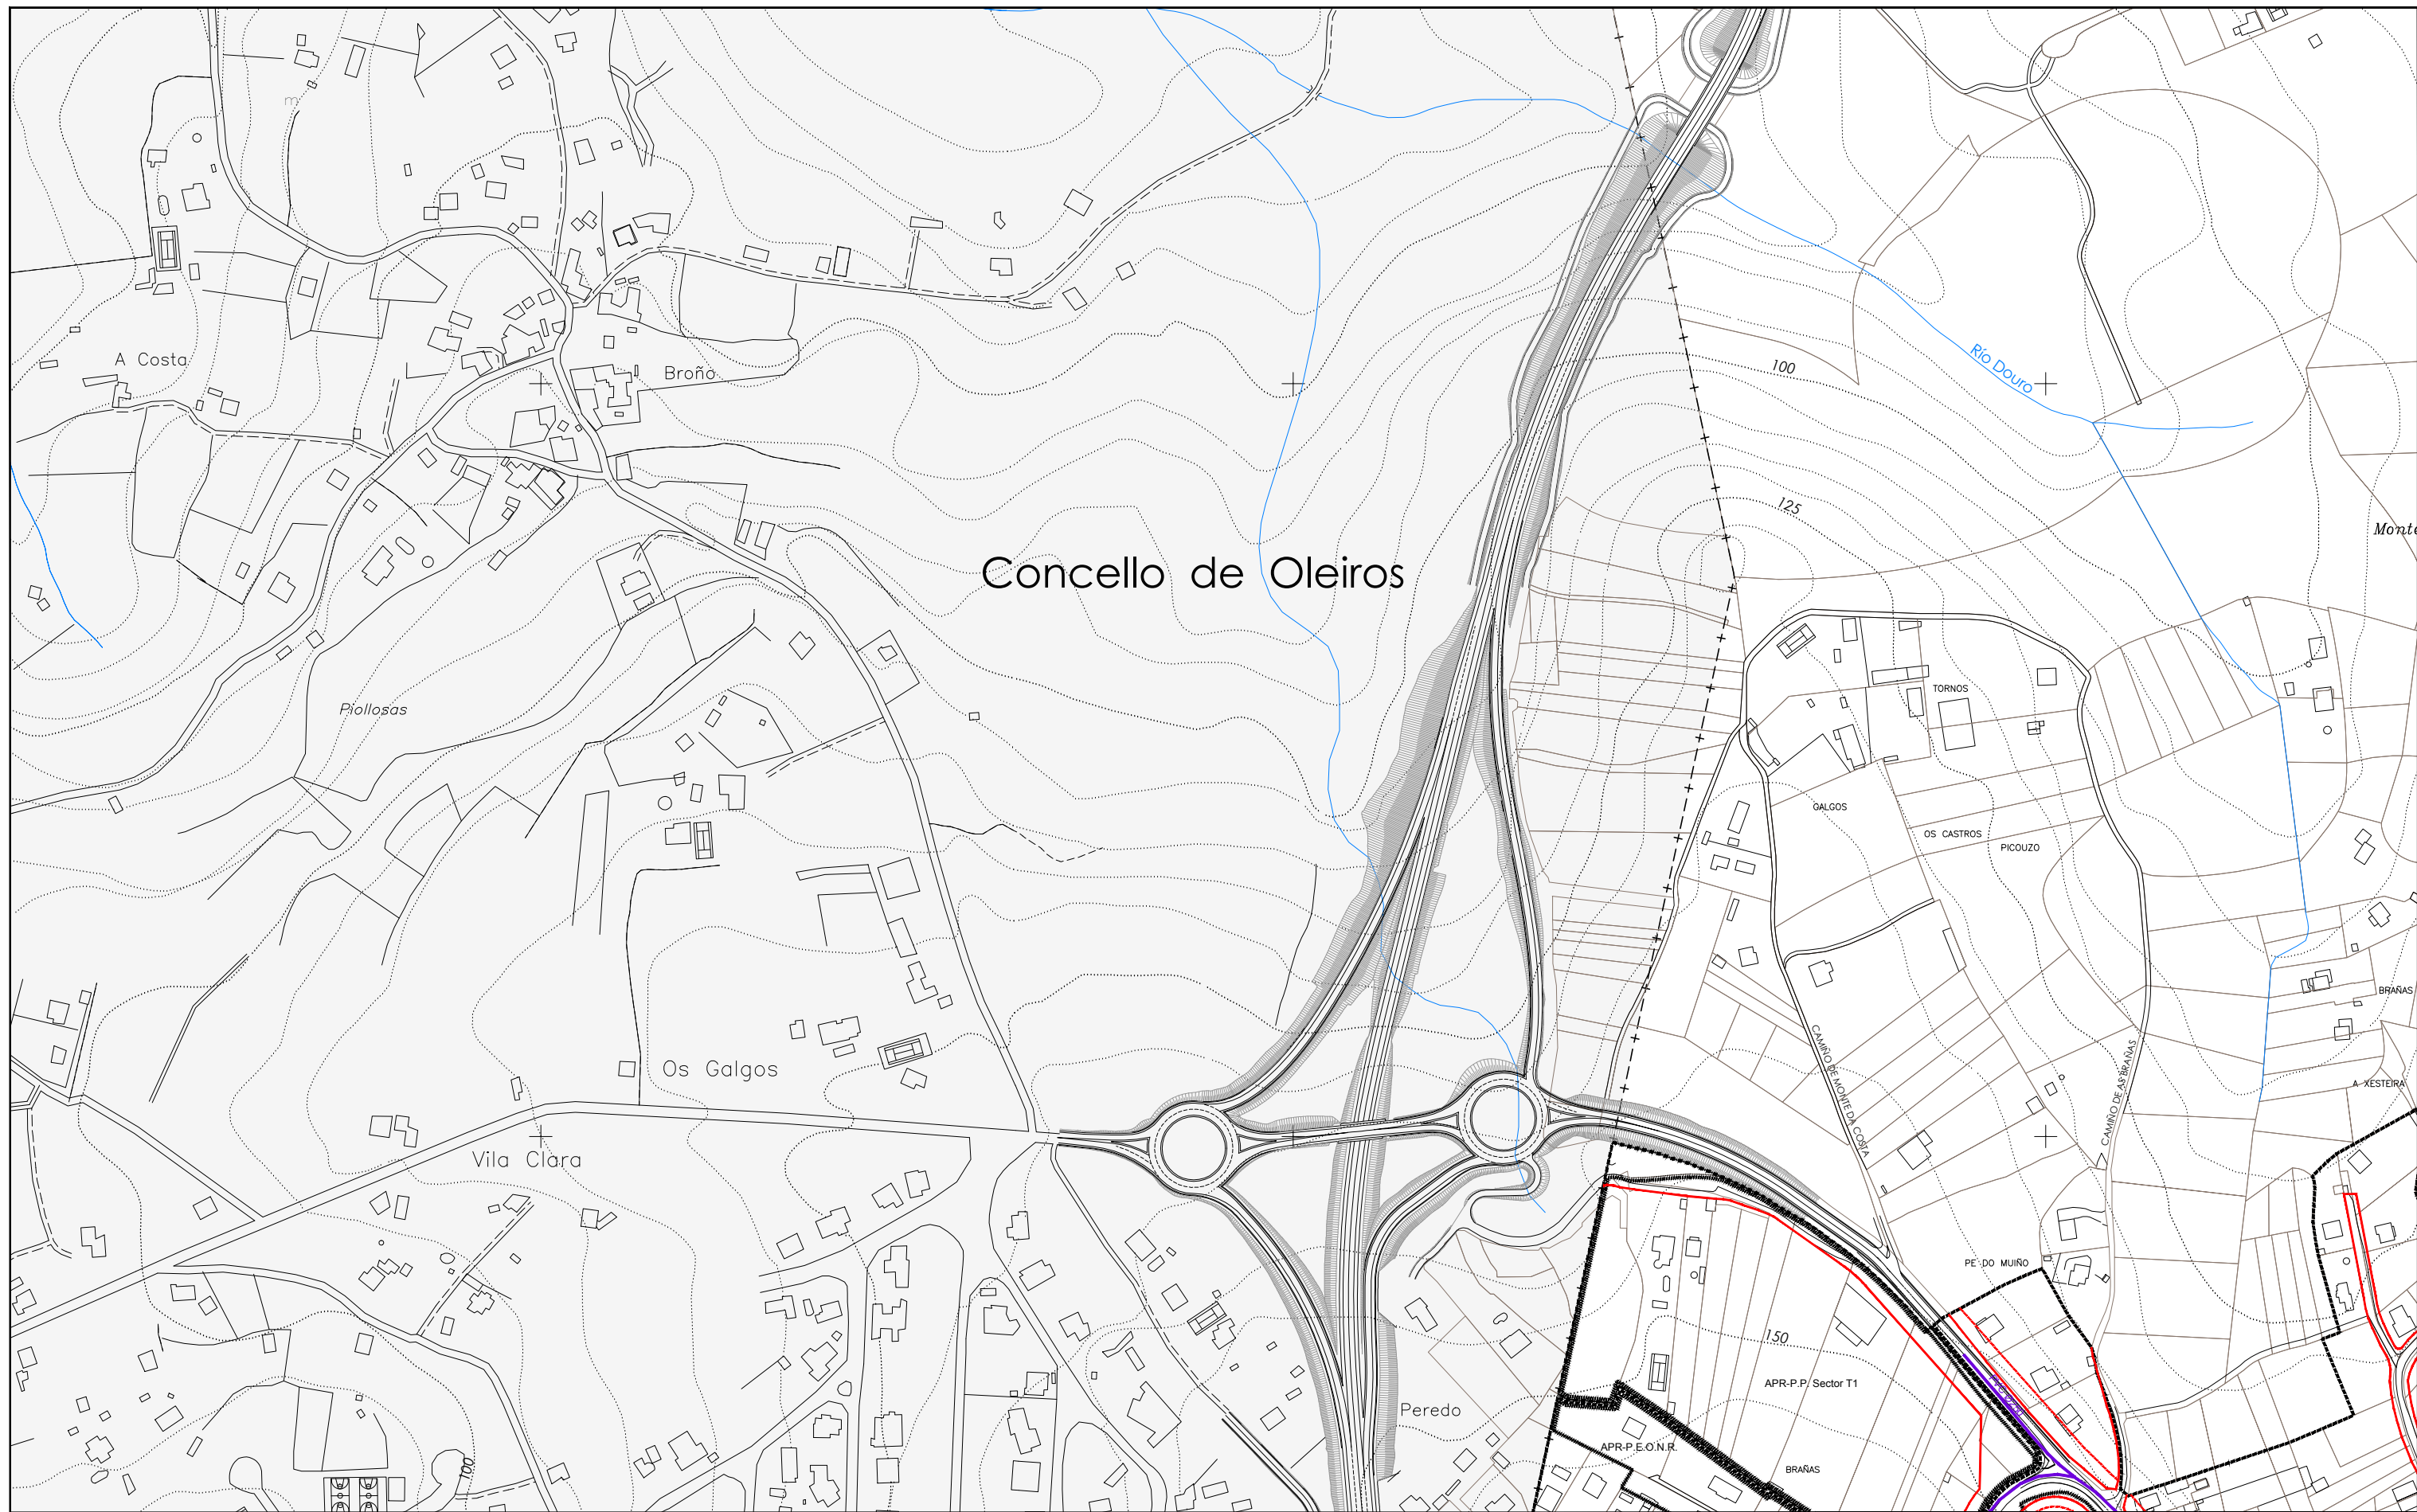 m
A Costa
Broño
100
Río Douro
125
Monte
Concello de Oleiros
Piollosas
TORNOS
GALGOS
OS CASTROS
PICOUZO
BRAÑAS
Os Galgos
CAMIÑO DE MONTE DA COSTA
CAMIÑO DE AS BRAÑAS
A XESTEIRA
Vila Clara
PE DO MUIÑO
150
APR-P.P. Sector T1
Peredo
APR-P.E.O.N.R.
BRAÑAS
100